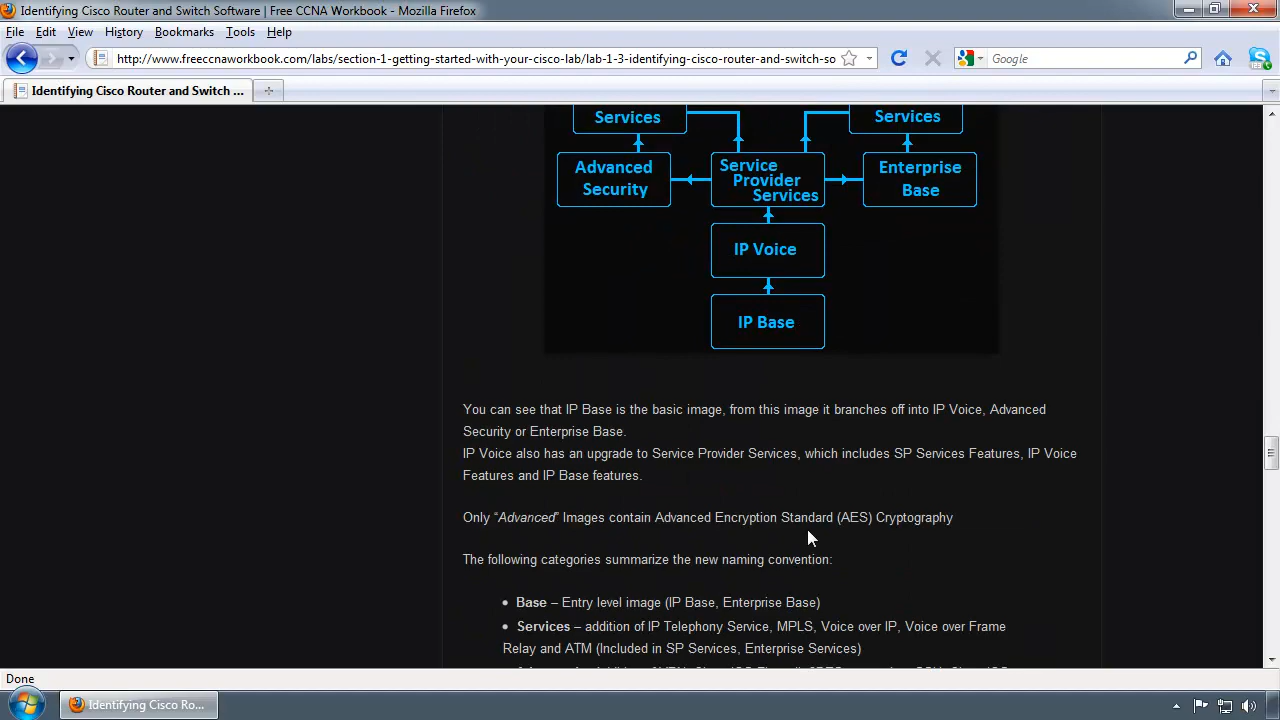 Identifying Cisco Router and Switch Software | Free CCNA Workbook - Mozilla Firefox
File Edit View History Bookmarks Tools Help
http://www.freeccnaworkbook.com/labs/section-1-getting-started-with-your-cisco-lab/lab-1-3-identifying-cisco-router-and-switch-so
Google
Identifying Cisco Router and Switch ...
Services
Services
Advanced
Security
Service
Provider
Services
Enterprise
Base
IP Voice
IP Base
You can see that IP Base is the basic image, from this image it branches off into IP Voice, Advanced
Security or Enterprise Base.
IP Voice also has an upgrade to Service Provider Services, which includes SP Services Features, IP Voice
Features and IP Base features.
Only “Advanced” Images contain Advanced Encryption Standard (AES) Cryptography
The following categories summarize the new naming convention:
• Base – Entry level image (IP Base, Enterprise Base)
• Services – addition of IP Telephony Service, MPLS, Voice over IP, Voice over Frame
Relay and ATM (Included in SP Services, Enterprise Services)
Done
Identifying Cisco Ro...